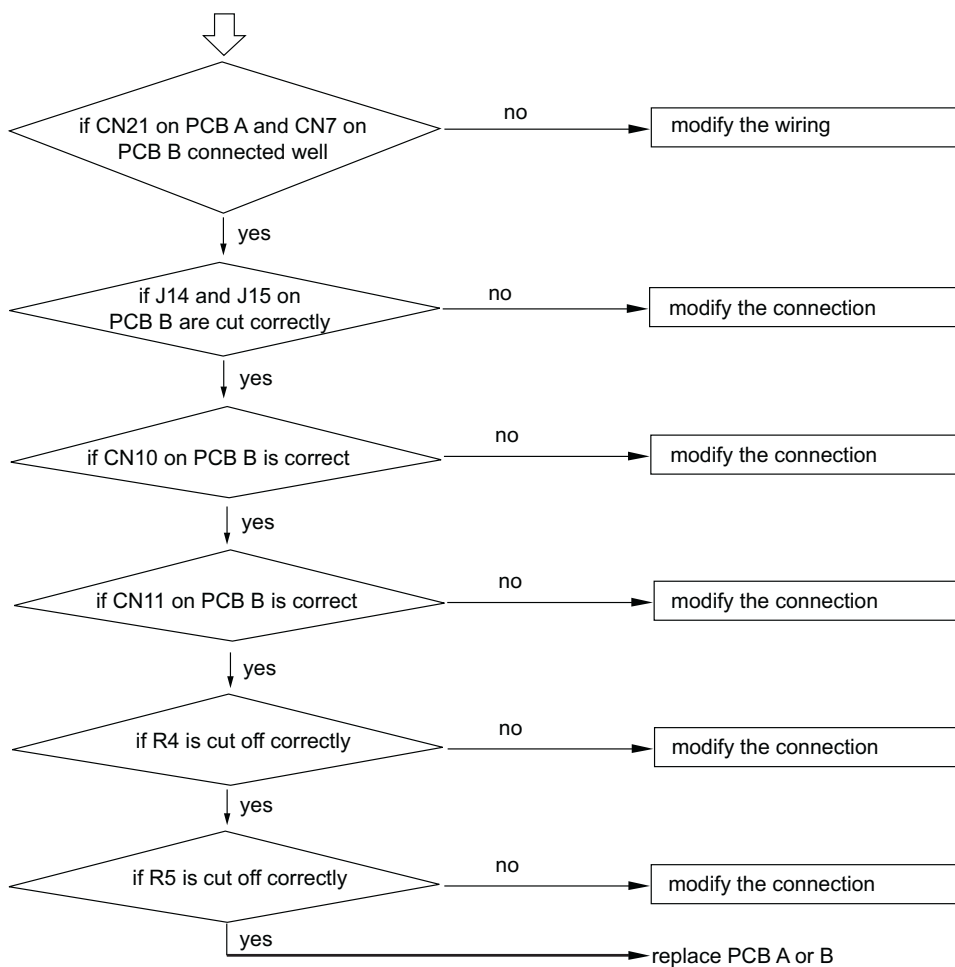 if CN21 on PCB A and CN7 on
PCB B connected well
no
modify the wiring
yes
if J14 and J15 on
PCB B are cut correctly
no
modify the connection
yes
if CN10 on PCB B is correct
no
modify the connection
yes
if CN11 on PCB B is correct
no
modify the connection
yes
if R4 is cut off correctly
no
modify the connection
yes
if R5 is cut off correctly
no
modify the connection
yes
replace PCB A or B